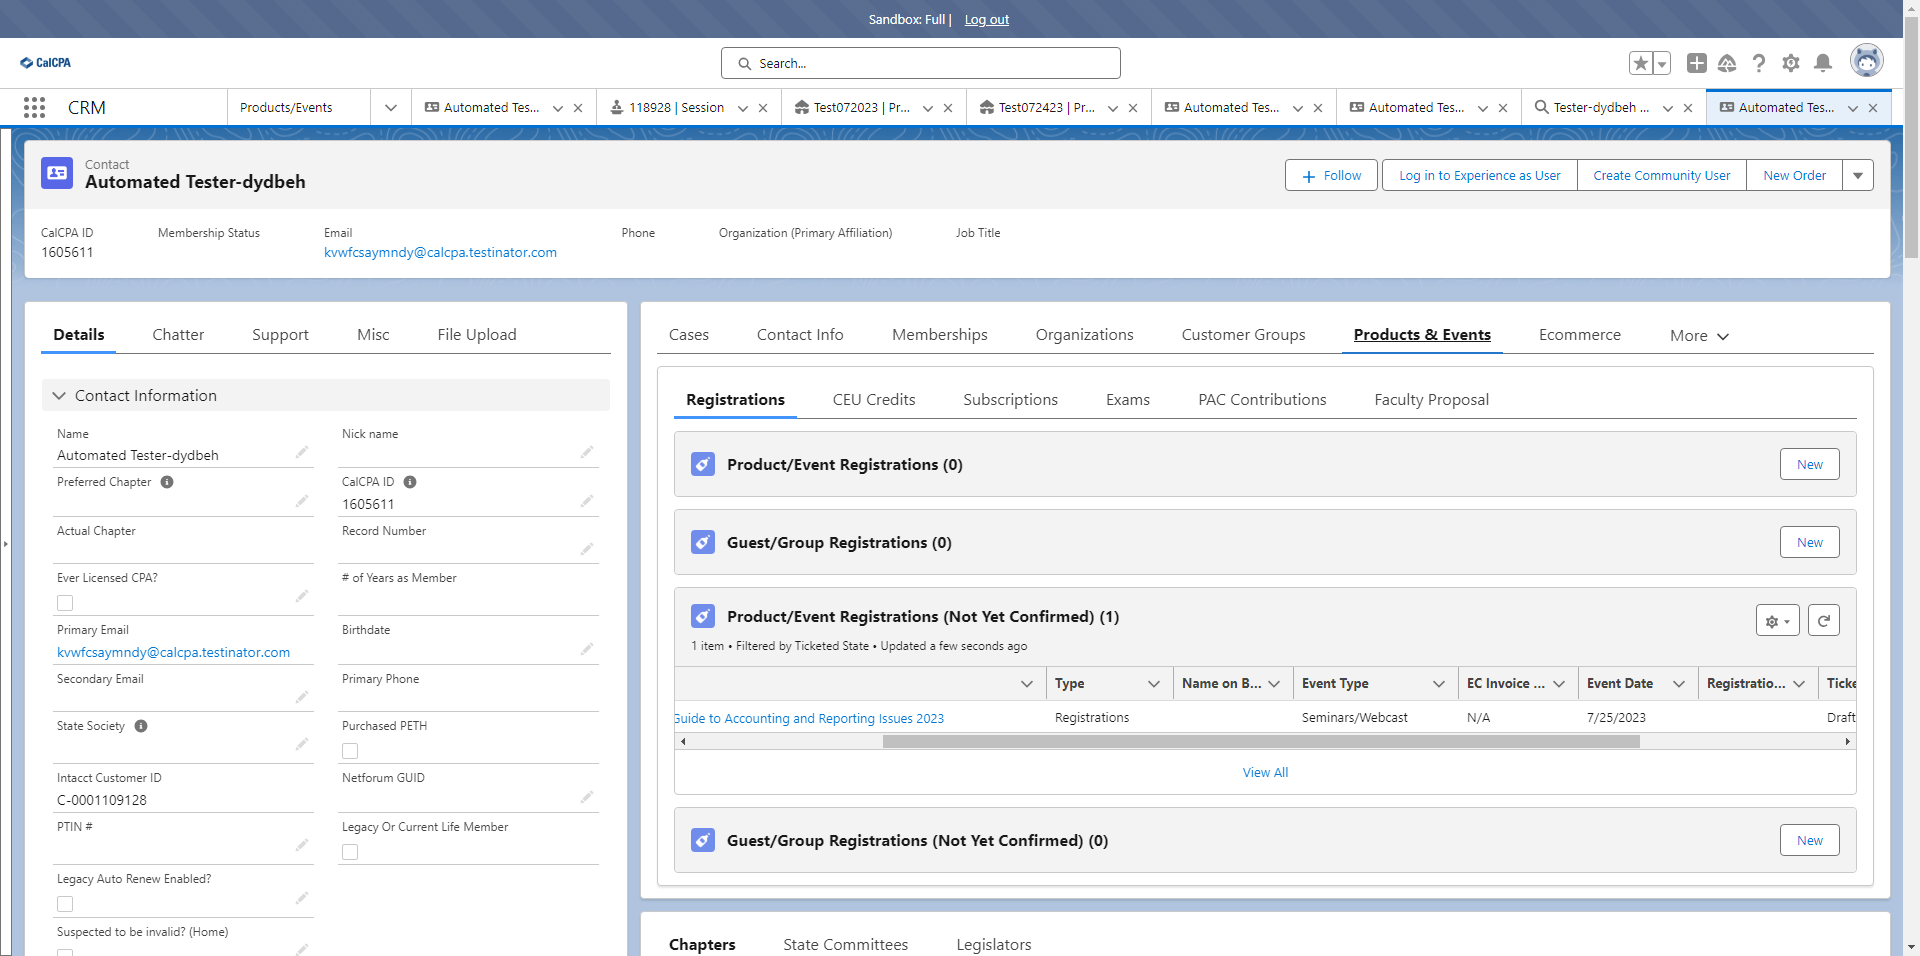 Sandbox: Full | Log out
CalCPA
Search...
CRM
Products/Events
Automated Tes...
118928 | Session
Test072023 | Pr...
Test072423 | Pr...
Automated Tes...
Automated Tes...
Tester-dydbeh ...
Automated Tes...
Contact
Automated Tester-dydbeh
Follow
Log in to Experience as User
Create Community User
New Order
CalCPA ID
1605611
Membership Status
Email
kvwfcsaymndy@calcpa.testinator.com
Phone
Organization (Primary Affiliation)
Job Title
Details
Chatter
Support
Misc
File Upload
Contact Information
Name
Automated Tester-dydbeh
Nick name
Preferred Chapter
CalCPA ID
1605611
Actual Chapter
Record Number
Ever Licensed CPA?
# of Years as Member
Primary Email
kvwfcsaymndy@calcpa.testinator.com
Birthdate
Secondary Email
Primary Phone
State Society
Purchased PETH
Intacct Customer ID
C-0001109128
Netforum GUID
PTIN #
Legacy Or Current Life Member
Legacy Auto Renew Enabled?
Suspected to be invalid? (Home)
Cases
Contact Info
Memberships
Organizations
Customer Groups
Products & Events
Ecommerce
More
Registrations
CEU Credits
Subscriptions
Exams
PAC Contributions
Faculty Proposal
Product/Event Registrations (0)
New
Guest/Group Registrations (0)
New
Product/Event Registrations (Not Yet Confirmed) (1)
1 item • Filtered by Ticketed State • Updated a few seconds ago
Type
Name on B...
Event Type
EC Invoice ...
Event Date
Registratio...
Ticke
Guide to Accounting and Reporting Issues 2023
Registrations
Seminars/Webcast
N/A
7/25/2023
Draft
View All
Guest/Group Registrations (Not Yet Confirmed) (0)
New
Chapters
State Committees
Legislators